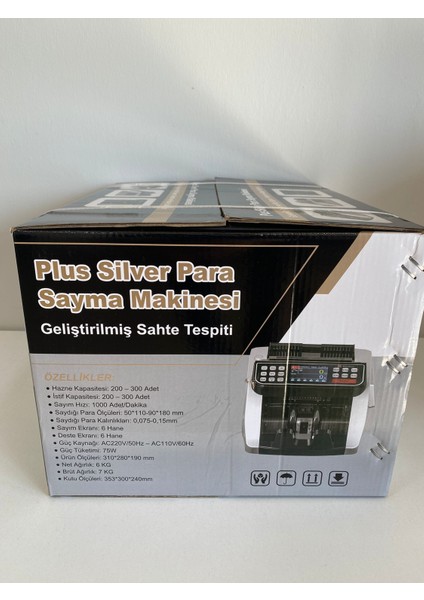 Plus Silver Para
Sayma Makinesi
Geliştirilmiş Sahte Tespiti
ÖZELLİKLER
• Hazne Kapasitesi: 200 – 300 Adet
• İstif Kapasitesi: 200 – 300 Adet
• Sayım Hızı: 1000 Adet/Dakika
• Saydığı Para Ölçüleri: 50*110-90*180 mm
• Saydığı Para Kalınlıkları: 0,075-0,15mm
• Sayım Ekranı: 6 Hane
• Deste Ekranı: 6 Hane
• Güç Kaynağı: AC220V/50Hz – AC110V/60Hz
• Güç Tüketimi: 75W
• Ürün Ölçüleri: 310*280*190 mm
• Net Ağırlık: 6 KG
• Brüt Ağırlık: 7 KG
• Kutu Ölçüleri: 353*300*240mm